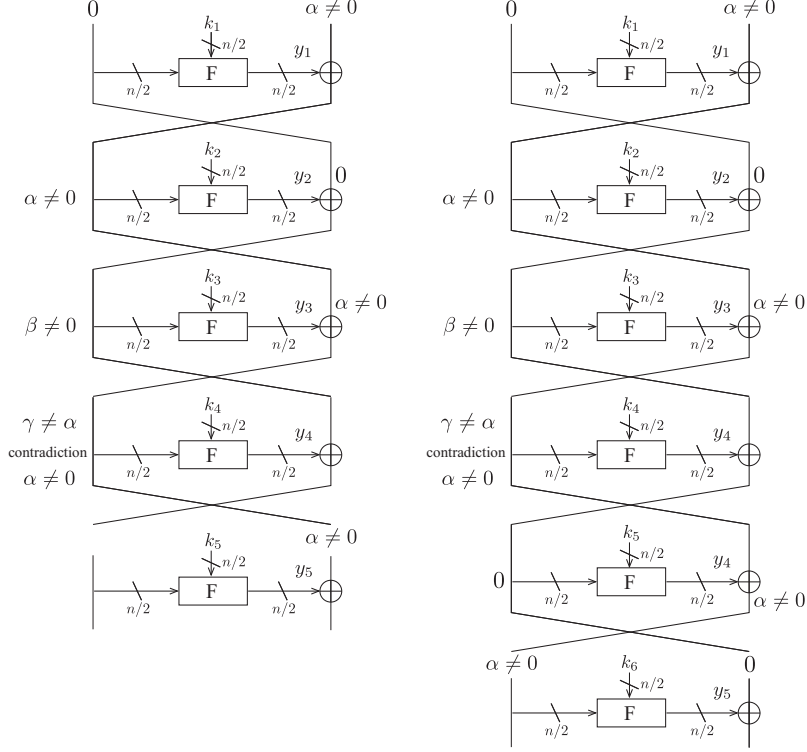 0 α ≠ 0
k₁
n/2
y₁
F
n/2 n/2
k₂
n/2
y₂ 0
α ≠ 0
F
n/2 n/2
k₃
n/2
y₃ α ≠ 0
β ≠ 0
F
n/2 n/2
γ ≠ α
k₄
n/2
y₄
contradiction
F
α ≠ 0
n/2 n/2
α ≠ 0
k₅
n/2
y₅
F
n/2 n/2
0 α ≠ 0
k₁
n/2
y₁
F
n/2 n/2
k₂
n/2
y₂ 0
α ≠ 0
F
n/2 n/2
k₃
n/2
y₃ α ≠ 0
β ≠ 0
F
n/2 n/2
γ ≠ α
k₄
n/2
y₄
contradiction
F
α ≠ 0
n/2 n/2
k₅
n/2
y₄
0
F
n/2 n/2
α ≠ 0
α ≠ 0 0
k₆
n/2
y₅
F
n/2 n/2